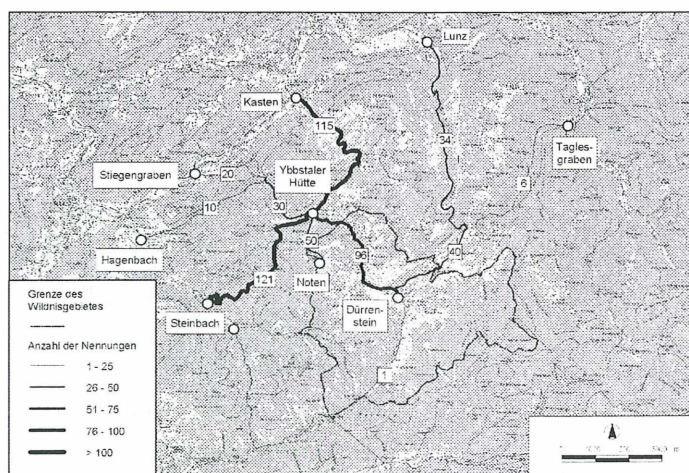 Lunz
Kasten
115
Tagles-
graben
34
Stiegengraben
20
Ybbstaler
Hütte
6
10
30
Hagenbach
50
96
40
121
Noten
Steinbach
Dürren-
stein
1
Grenze des
Wildnisgebietes
Anzahl der Nennungen
1 - 25
26 - 50
51 - 75
76 - 100
> 100
0
m